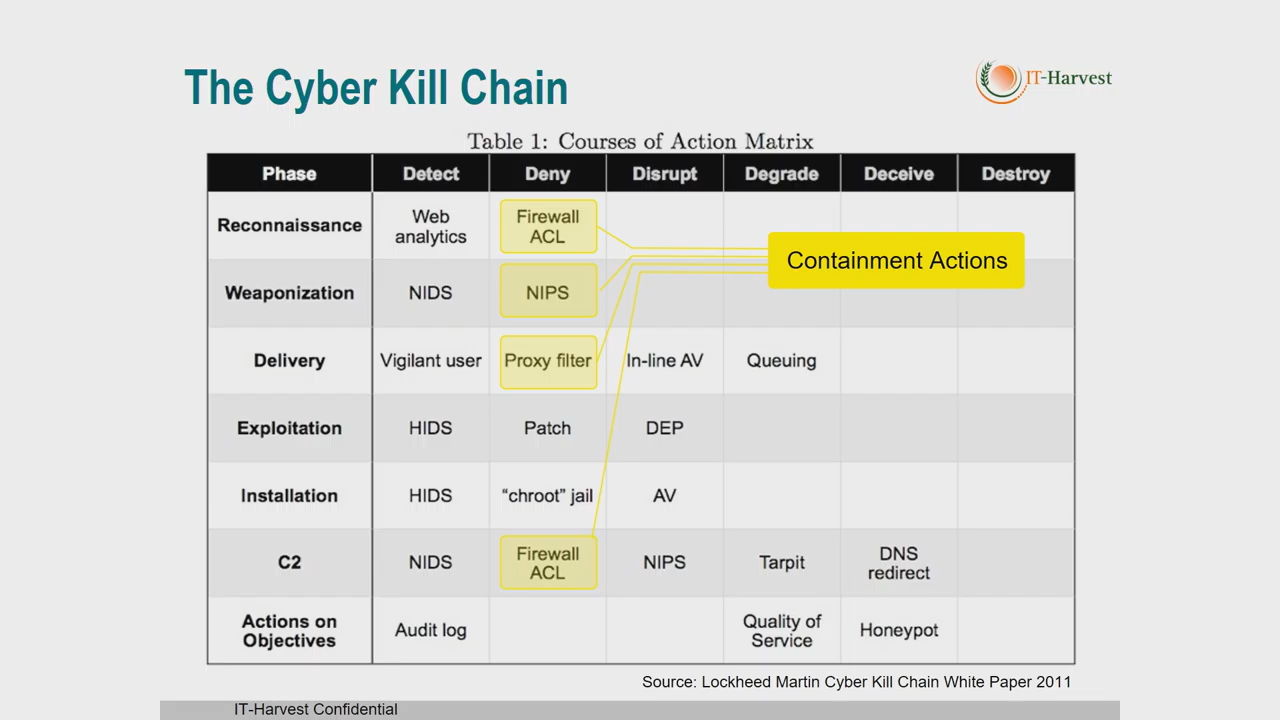 The Cyber Kill Chain
IT-Harvest
Table 1: Courses of Action Matrix
Phase Detect Deny Disrupt Degrade Deceive Destroy
Reconnaissance Web analytics Firewall ACL
Containment Actions
Weaponization NIDS NIPS
Delivery Vigilant user Proxy filter In-line AV Queuing
Exploitation HIDS Patch DEP
Installation HIDS “chroot” jail AV
C2 NIDS Firewall ACL NIPS Tarpit DNS redirect
Actions on Objectives Audit log Quality of Service Honeypot
Source: Lockheed Martin Cyber Kill Chain White Paper 2011
IT-Harvest Confidential